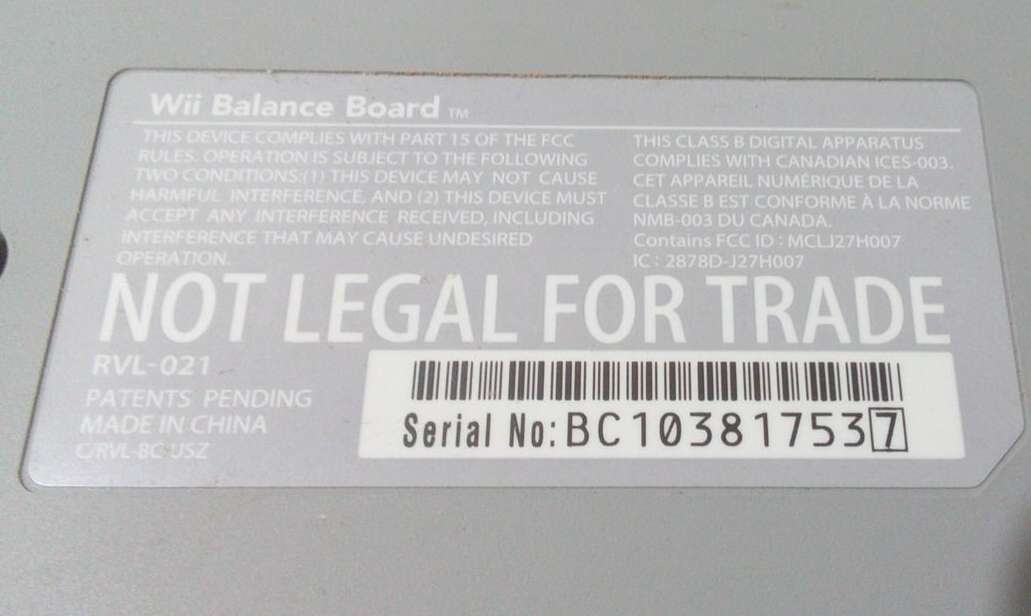 Wii Balance Board ™
THIS DEVICE COMPLIES WITH PART 15 OF THE FCC
RULES. OPERATION IS SUBJECT TO THE FOLLOWING
TWO CONDITIONS:(1) THIS DEVICE MAY NOT CAUSE
HARMFUL INTERFERENCE, AND (2) THIS DEVICE MUST
ACCEPT ANY INTERFERENCE RECEIVED, INCLUDING
INTERFERENCE THAT MAY CAUSE UNDESIRED
OPERATION.
THIS CLASS B DIGITAL APPARATUS
COMPLIES WITH CANADIAN ICES-003.
CET APPAREIL NUMÉRIQUE DE LA
CLASSE B EST CONFORME À LA NORME
NMB-003 DU CANADA.
Contains FCC ID : MCLJ27H007
IC : 2878D-J27H007
NOT LEGAL FOR TRADE
RVL-021
PATENTS PENDING
MADE IN CHINA
C/RVL-BC-USZ
Serial No: BC103817537